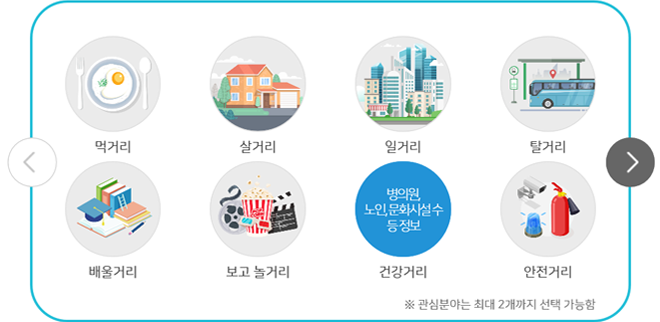 먹거리
살거리
일거리
탈거리
배울거리
보고 놀거리
병의원,
노인,문화시설 수
등 정보
건강거리
안전거리
※ 관심분야는 최대 2개까지 선택 가능함